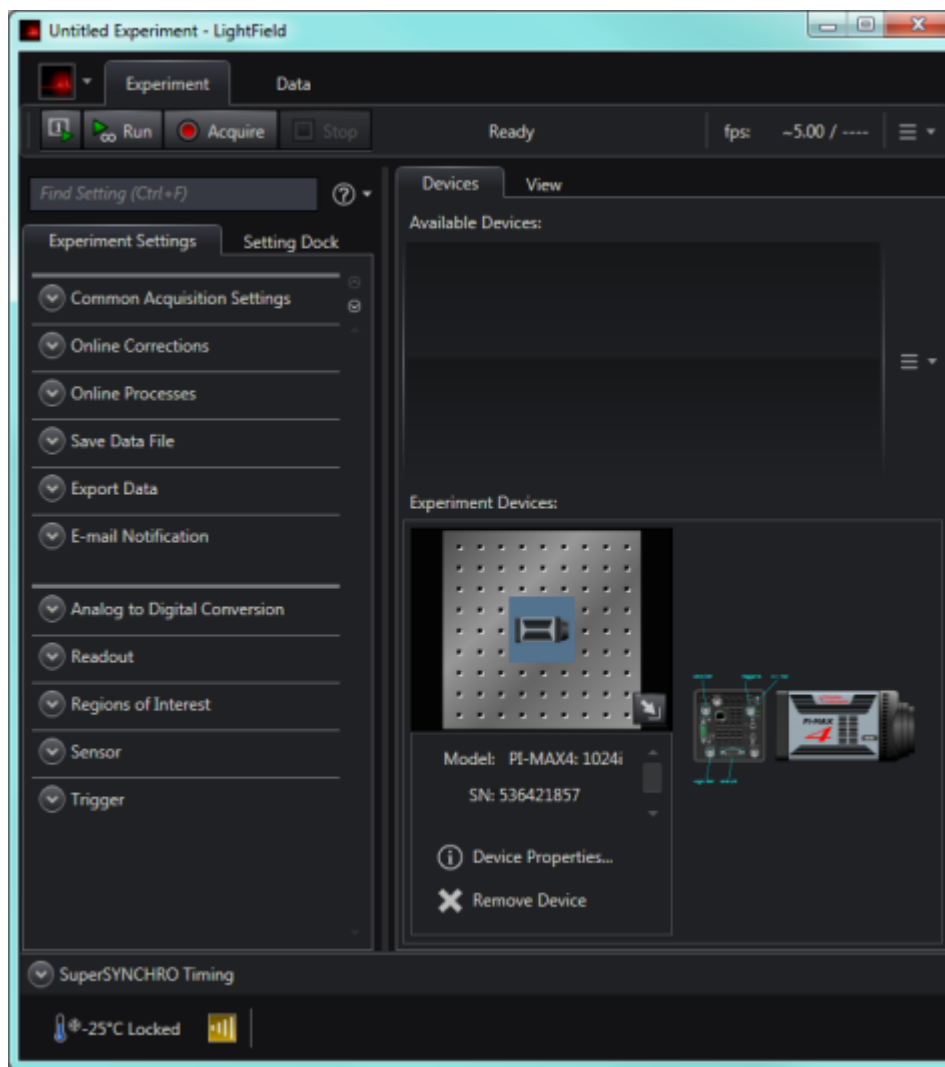 Untitled Experiment - LightField
Experiment
Data
Run
Acquire
Stop
Ready
fps: ~5.00 / ----
Find Setting (Ctrl+F)
Experiment Settings
Setting Dock
Common Acquisition Settings
Online Corrections
Online Processes
Save Data File
Export Data
E-mail Notification
Analog to Digital Conversion
Readout
Regions of Interest
Sensor
Trigger
Devices
View
Available Devices:
Experiment Devices:
Model: PI-MAX4: 1024i
SN: 536421857
Device Properties...
Remove Device
PI-MAX
4
SuperSYNCHRO Timing
-25°C Locked